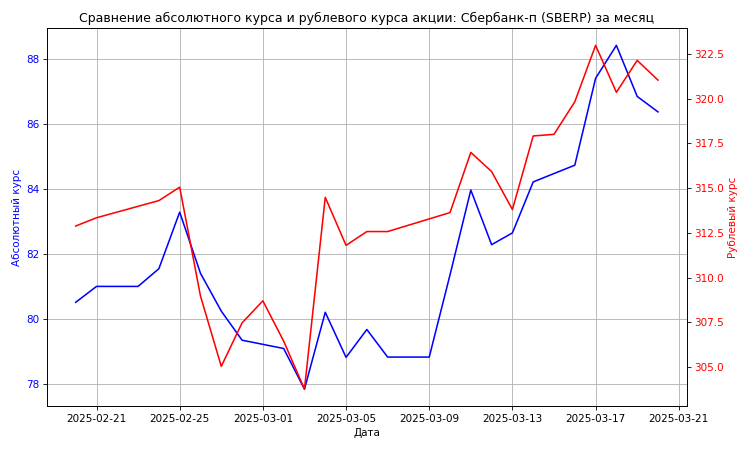 Сравнение абсолютного курса и рублевого курса акции: Сбербанк-п (SBERP) за месяц
Абсолютный курс
88
86
84
82
80
78
322.5
320.0
317.5
315.0
312.5
310.0
307.5
305.0
Рублевый курс
2025-02-21 2025-02-25 2025-03-01 2025-03-05 2025-03-09 2025-03-13 2025-03-17 2025-03-21
Дата